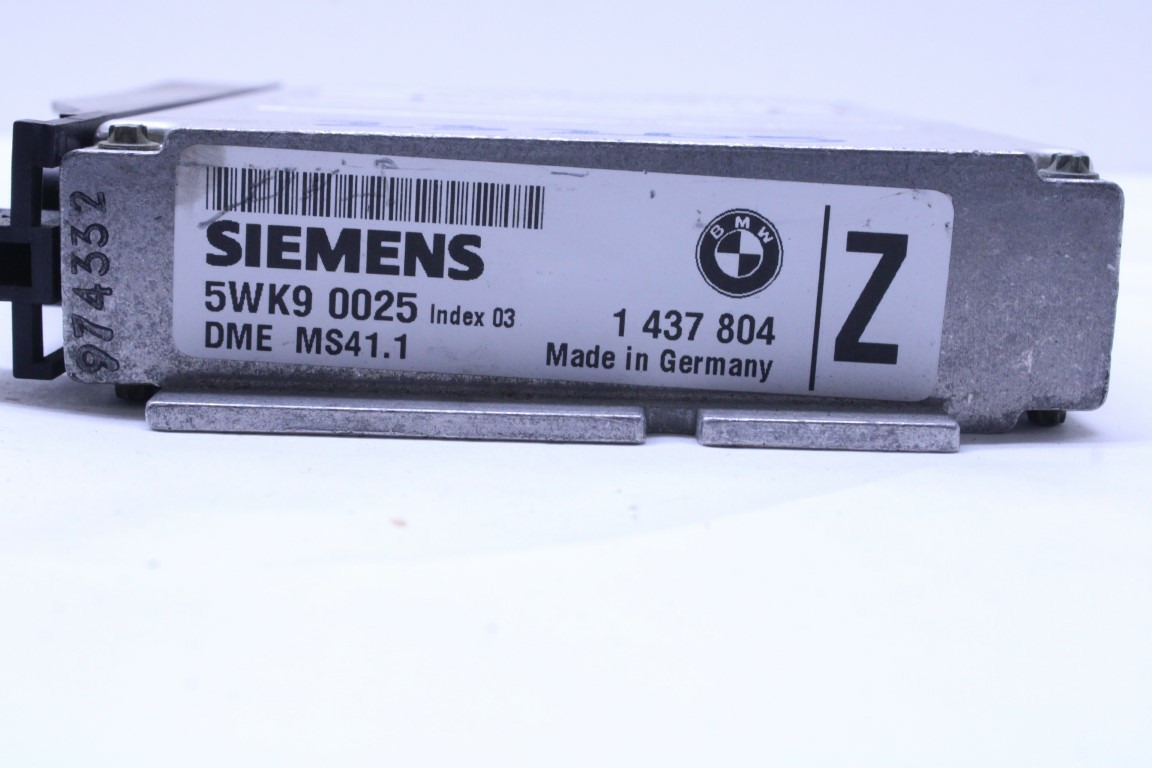 SIEMENS
5WK9 0025 Index 03
DME MS41.1
BMW
1 437 804
Made in Germany
Z
974332